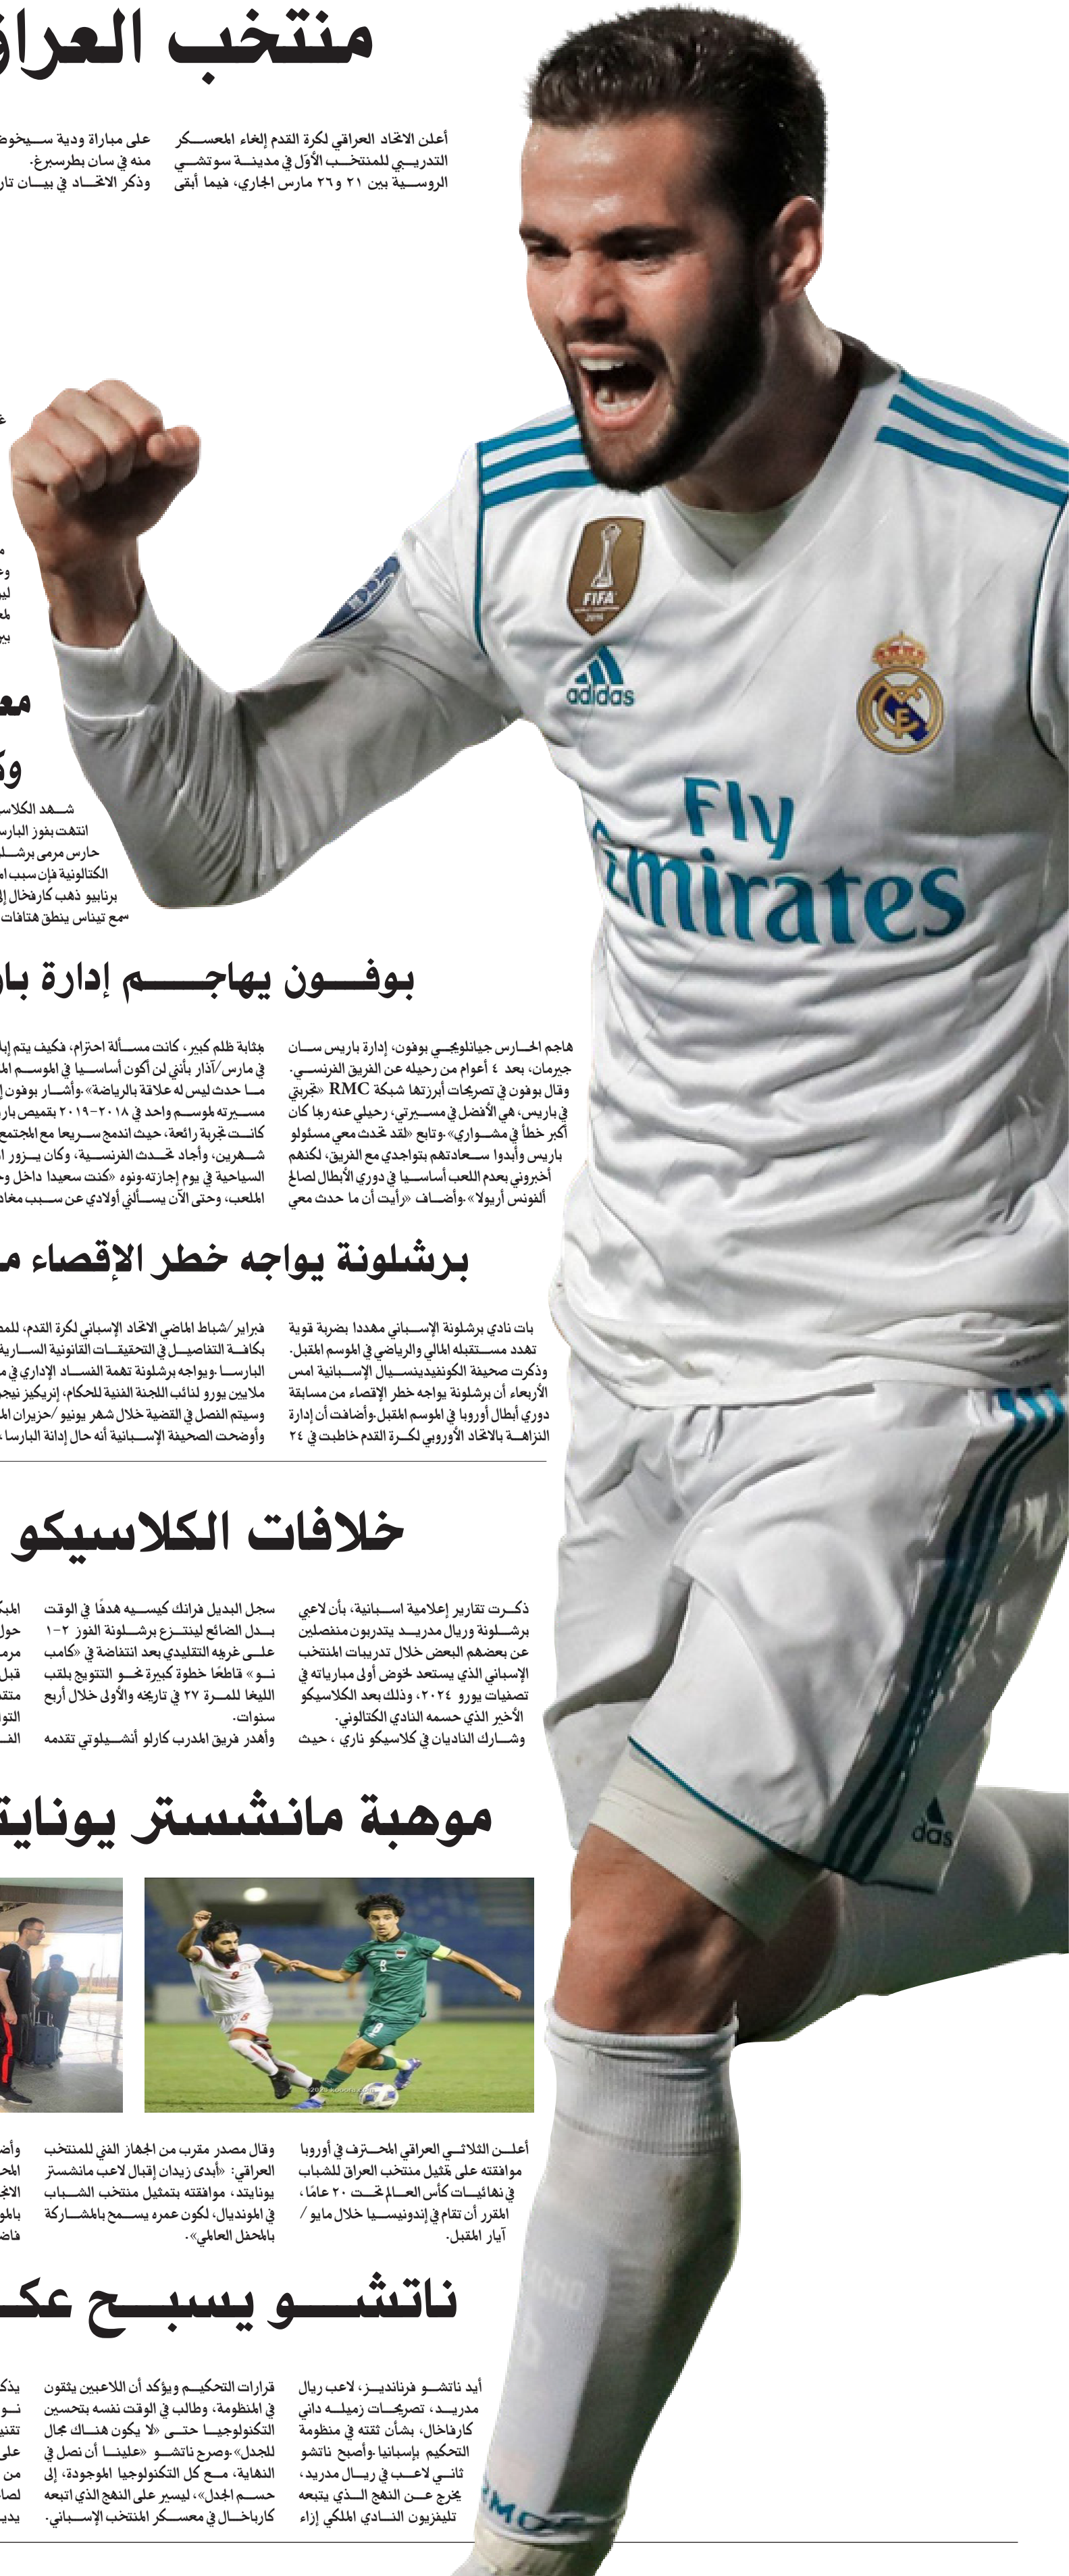 منتخب العراق
أعلن الاتحاد العراقي لكرة القدم إلغاء المعسكر
التدريبي للمنتخب الأوّل في مدينة سوتشي
الروسية بين ٢١ و٢٦ مارس الجاري، فيما أبقى
على مباراة ودية سيخوض
منه في سان بطرسبرغ.
وذكر الاتحاد في بيان
شهد
انتهت بفوز
حارس مرمى
الكتالونية فإن سبب
برنابيو ذهب كارفخال
سمع تيناس ينطق هتافات
بوفون يهاجم إدارة
هاجم الحارس جيانلويجي بوفون، إدارة باريس سان
جيرمان، بعد ٤ أعوام من رحيله عن الفريق الفرنسي.
وقال بوفون في تصريحات أبرزتها شبكة RMC «تجربتي
في باريس، هي الأفضل في مسيرتي، رحيلي عنه ربما كان
أكبر خطأ في مشواري».وتابع «لقد تحدث معي مسئولو
باريس وأبدوا سعادتهم بتواجدي مع الفريق، لكنهم
أخبروني بعدم اللعب أساسيا في دوري الأبطال لصالح
ألفونس أريولا».وأضاف «رأيت أن ما حدث معي
بمثابة ظلم كبير، كانت مسألة احترام، فكيف يتم
في مارس/آذار بأنني لن أكون أساسيا في الموسم
ما حدث ليس له علاقة بالرياضة».وأشار بوفون
مسيرته لموسم واحد في ٢٠١٨-٢٠١٩ بقميص
كانت تجربة رائعة، حيث اندمج سريعا مع المجتمع
شهرين، وأجاد تحدث الفرنسية، وكان يزور
السياحية في يوم إجازته.ونوه «كنت سعيدا داخل
الملعب، وحتى الآن يسألني أولادي عن سبب
برشلونة يواجه خطر الإقصاء
بات نادي برشلونة الإسباني مهددا بضربة قوية
تهدد مستقبله المالي والرياضي في الموسم المقبل.
وذكرت صحيفة الكونفيدينسيال الإسبانية امس
الأربعاء أن برشلونة يواجه خطر الإقصاء من مسابقة
دوري أبطال أوروبا في الموسم المقبل.وأضافت أن إدارة
النزاهة بالاتحاد الأوروبي لكرة القدم خاطبت في ٢٤
فبراير/شباط الماضي الاتحاد الإسباني لكرة القدم،
بكافة التفاصيل في التحقيقات القانونية السارية
البارسا.ويواجه برشلونة تهمة الفساد الإداري في
ملايين يورو لنائب اللجنة الفنية للحكام، إنريكيز
وسيتم الفصل في القضية خلال شهر يونيو/حزيران
وأوضحت الصحيفة الإسبانية أنه حال إدانة البارسا،
خلافات الكلاسيكو
ذكرت تقارير إعلامية اسبانية، بأن لاعبي
برشلونة وريال مدريد يتدربون منفصلين
عن بعضهم البعض خلال تدريبات المنتخب
الإسباني الذي يستعد لخوض أولى مبارياته في
تصفيات يورو ٢٠٢٤، وذلك بعد الكلاسيكو
الأخير الذي حسمه النادي الكتالوني.
وشارك الناديان في كلاسيكو ناري ، حيث
سجل البديل فرانك كيسيه هدفًا في الوقت
بدل الضائع لينتزع برشلونة الفوز ٢-١
على غريمه التقليدي بعد انتفاضة في «كامب
نو» قاطعًا خطوة كبيرة نحو التتويج بلقب
الليغا للمرة ٢٧ في تاريخه والأولى خلال أربع
سنوات.
وأهدر فريق المدرب كارلو أنشيلوتي تقدمه
موهبة مانشستر
أعلن الثلاثي العراقي المحترف في أوروبا
موافقته على تمثيل منتخب العراق للشباب
في نهائيات كأس العالم تحت ٢٠ عامًا،
المقرر أن تقام في إندونيسيا خلال مايو/
آيار المقبل.
وقال مصدر مقرب من الجهاز الفني للمنتخب
العراقي: «أبدى زيدان إقبال لاعب مانشستر
يونايتد، موافقته بتمثيل منتخب الشباب
في المونديال، لكون عمره يسمح بالمشاركة
بالمحفل العالمي».
ناتشو يسبح
أيد ناتشو فرنانديز، لاعب ريال
مدريد، تصريحات زميله داني
كارفاخال، بشأن ثقته في منظومة
التحكيم بإسبانيا.وأصبح ناتشو
ثاني لاعب في ريال مدريد،
يخرج عن النهج الذي يتبعه
تليفزيون النادي الملكي إزاء
قرارات التحكيم ويؤكد أن اللاعبين يثقون
في المنظومة، وطالب في الوقت نفسه بتحسين
التكنولوجيا حتى «لا يكون هناك مجال
للجدل».وصرح ناتشو «علينا أن نصل في
النهاية، مع كل التكنولوجيا الموجودة، إلى
حسم الجدل»، ليسير على النهج الذي اتبعه
كارباخال في معسكر المنتخب الإسباني.
FIFA
adidas
Fly
Emirates
das